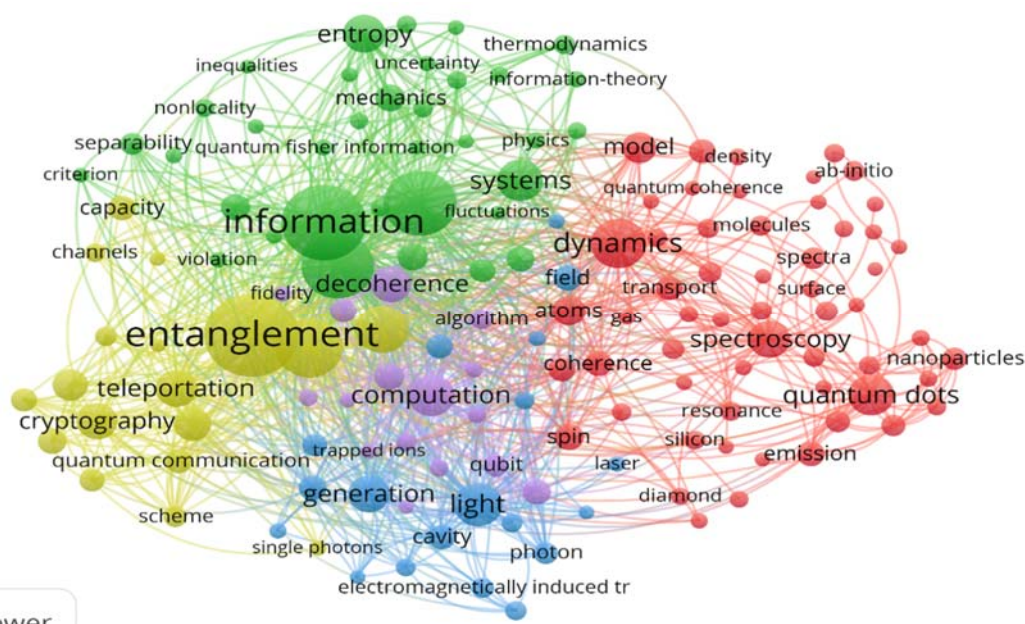 entropy
thermodynamics
inequalities
uncertainty
information-theory
mechanics
nonlocality
separability
quantum fisher information
physics
model
density
criterion
systems
quantum coherence
ab-initio
capacity
information
fluctuations
molecules
channels
violation
dynamics
spectra
decoherence
field
fidelity
transport
surface
entanglement
algorithm
atoms
gas
spectroscopy
coherence
nanoparticles
teleportation
computation
quantum dots
cryptography
resonance
spin
silicon
quantum communication
trapped ions
qubit
laser
emission
generation
light
diamond
scheme
cavity
single photons
photon
electromagnetically induced tr